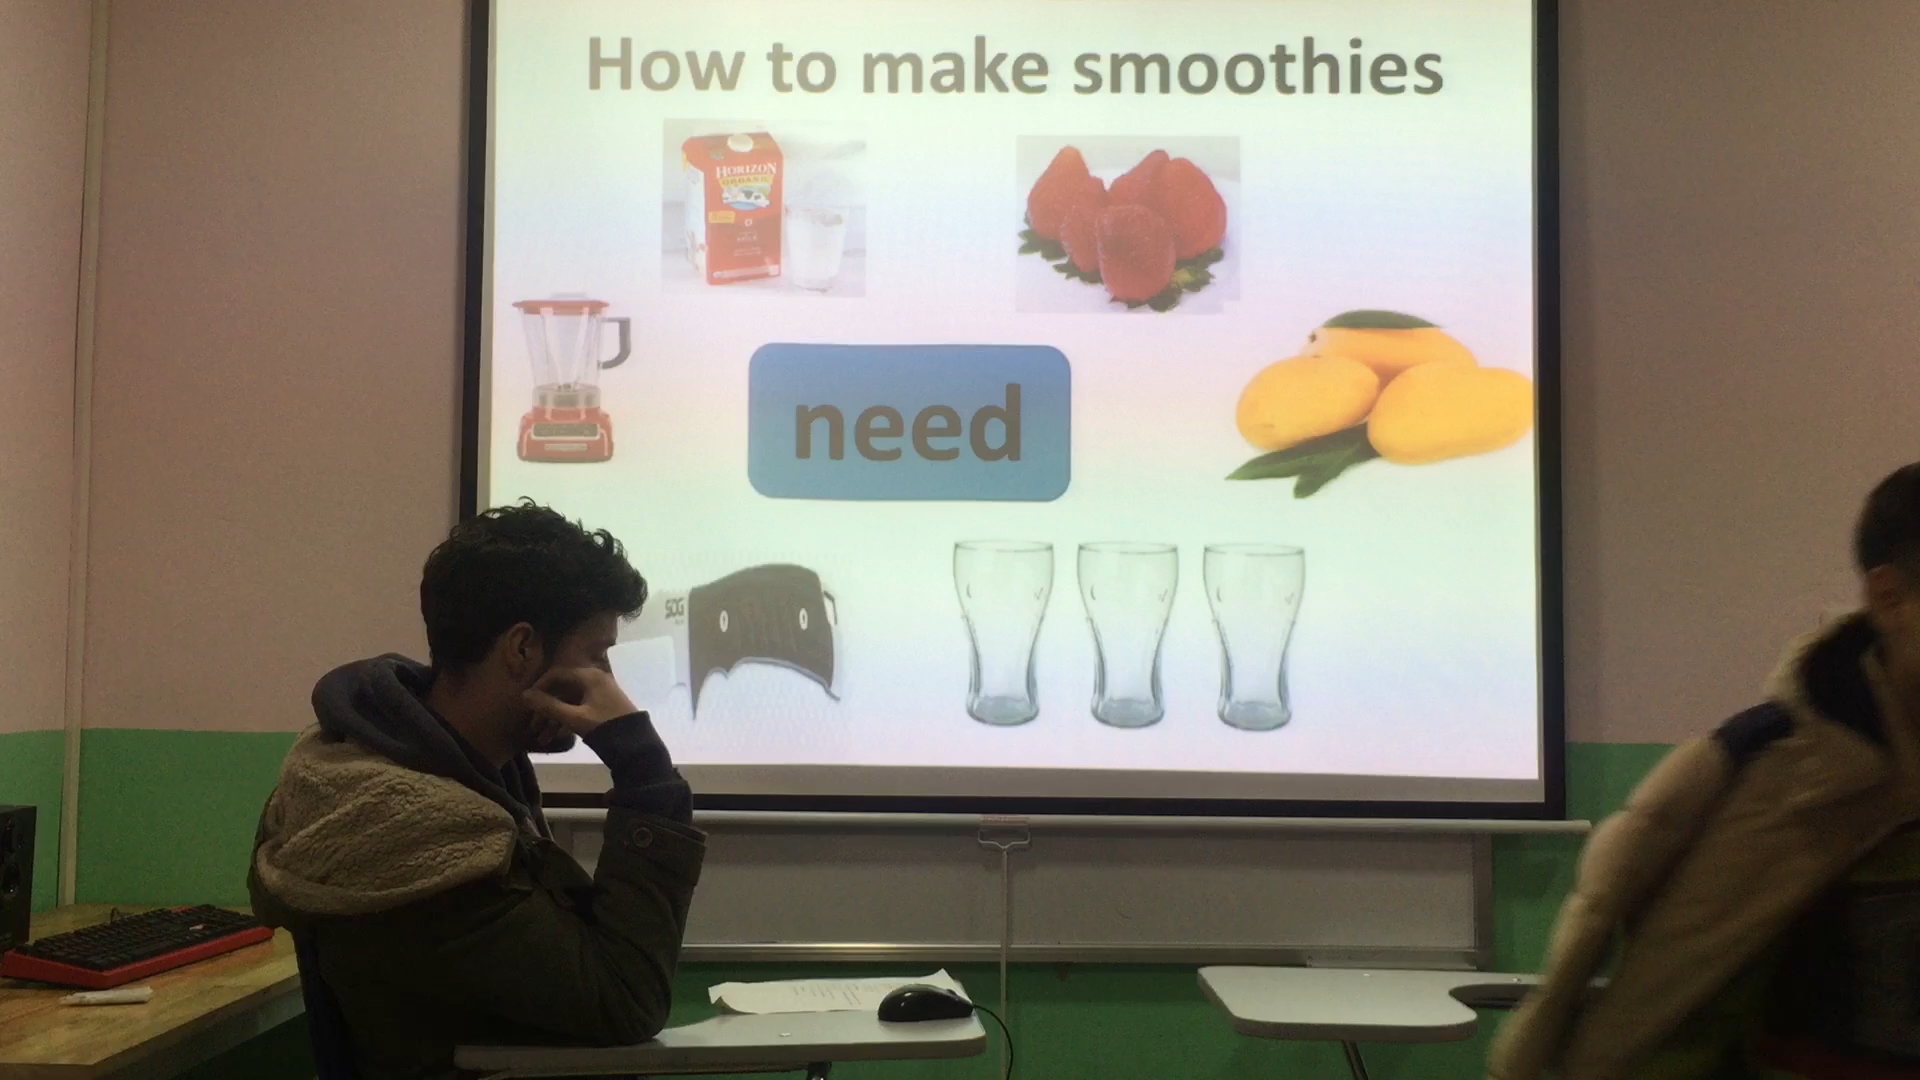 How to make smoothies
HORIZON
ORGANIC
need
SOG